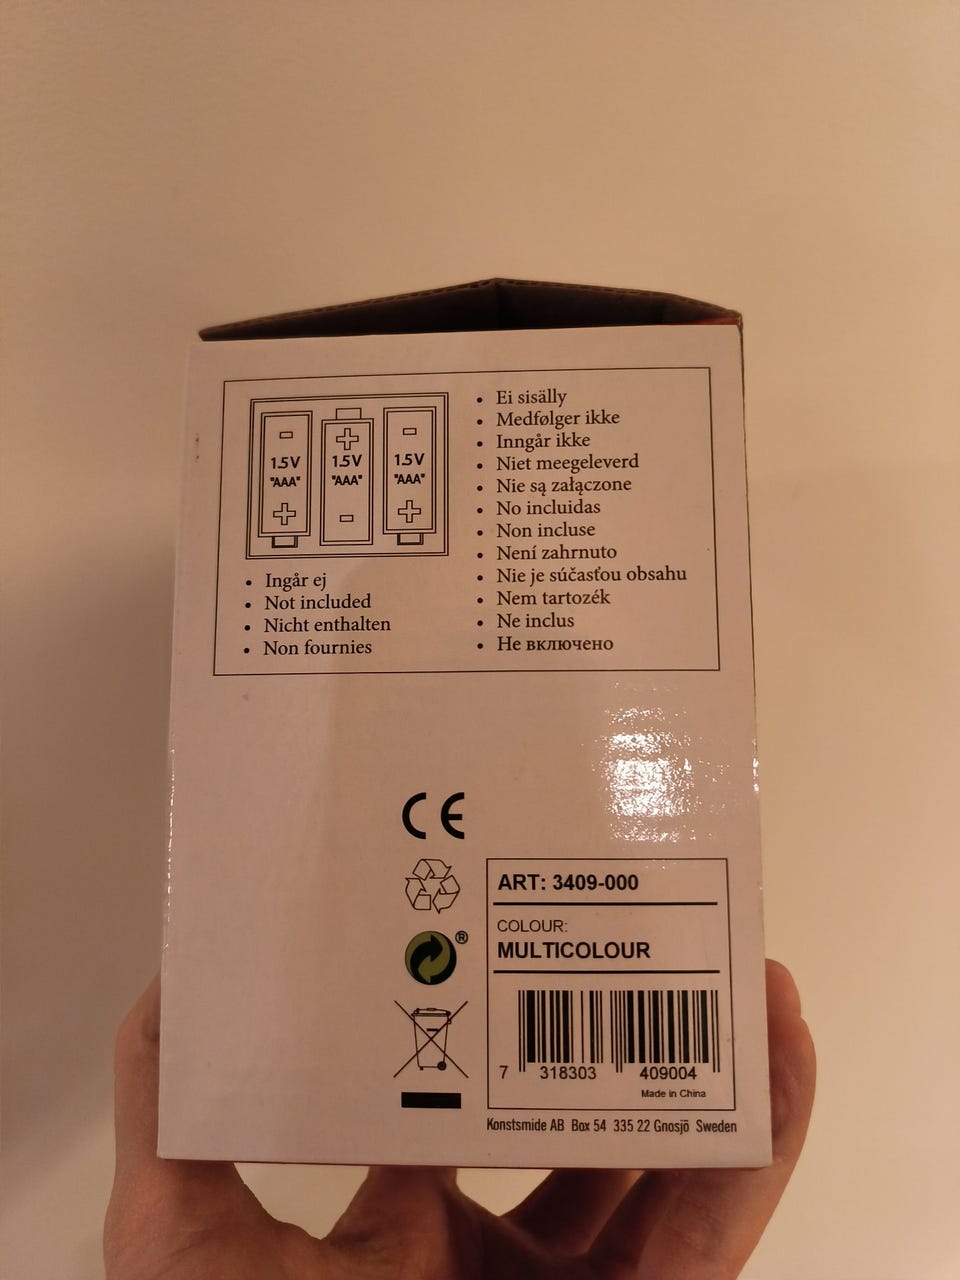 - + -
1.5V 1.5V 1.5V
"AAA" "AAA" "AAA"
+ - +
• Ingår ej
• Not included
• Nicht enthalten
• Non fournies
• Ei sisälly
• Medfølger ikke
• Inngår ikke
• Niet meegeleverd
• Nie są załączone
• No incluidas
• Non incluse
• Není zahrnuto
• Nie je súčasťou obsahu
• Nem tartozék
• Ne inclus
• Не включено
CE
®
ART: 3409-000
COLOUR:
MULTICOLOUR
7 318303 409004
Made in China
Konstsmide AB Box 54 335 22 Gnosjö Sweden